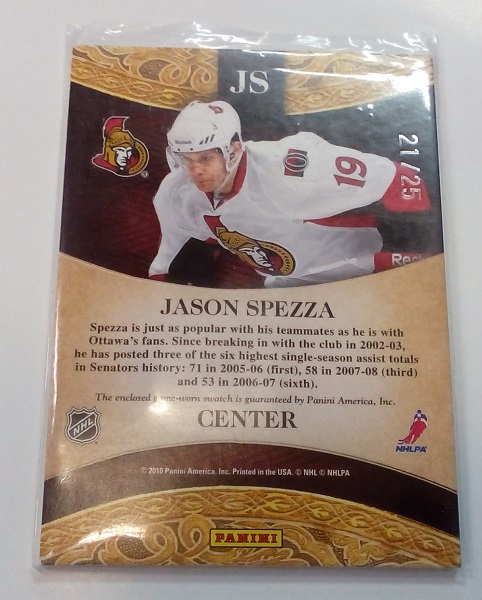 JS
21/25
19
Reebok
JASON SPEZZA
Spezza is just as popular with his teammates as he is with
Ottawa's fans. Since breaking in with the club in 2002-03,
he has posted three of the six highest single-season assist totals
in Senators history: 71 in 2005-06 (first), 58 in 2007-08 (third)
and 53 in 2006-07 (sixth).
The enclosed game-worn swatch is guaranteed by Panini America, Inc.
CENTER
NHL
NHLPA
© 2010 Panini America, Inc. Printed in the USA. © NHL © NHLPA
PANINI